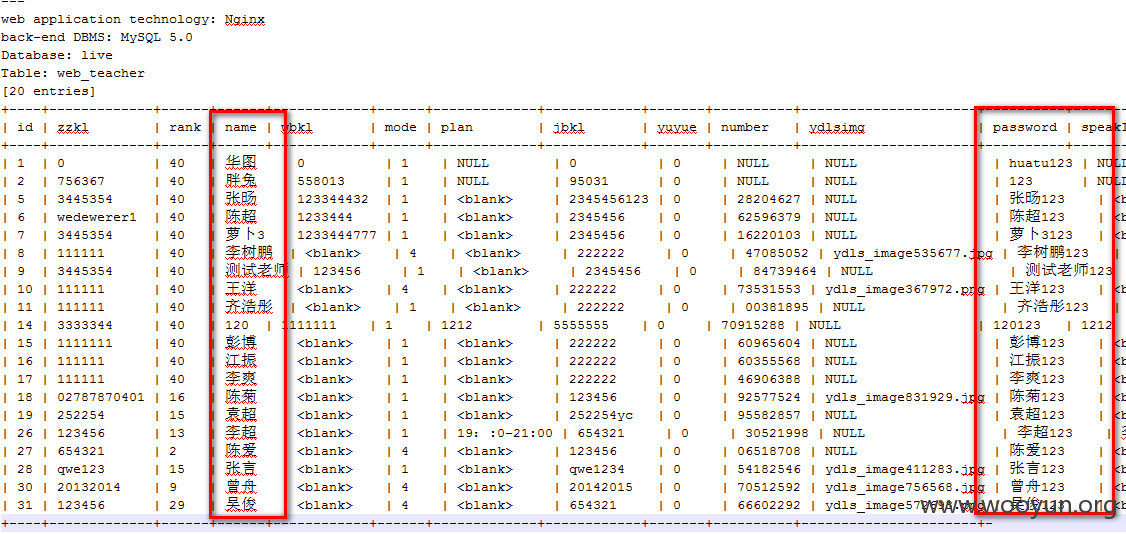 ---
web application technology: Nginx
back-end DBMS: MySQL 5.0
Database: live
Table: web_teacher
[20 entries]
| id | zzkl | rank | name | ybkl | mode | plan | jbkl | yuyue | number | ydlsimg | password |
| 1 | 0 | 40 | 华图 | 0 | 1 | NULL | 0 | 0 | NULL | NULL | huatu123 | NULL
| 2 | 756367 | 40 | 胖兔 | 558013 | 1 | NULL | 95031 | 0 | NULL | NULL | 123 | NULL
| 5 | 3445354 | 40 | 张旸 | 123344432 | 1 | <blank> | 2345456123 | 0 | 28204627 | NULL | 张旸123 | <b
| 6 | wedewerer1 | 40 | 陈超 | 1233444 | 1 | <blank> | 2345456 | 0 | 62596379 | NULL | 陈超123 | <b
| 7 | 3445354 | 40 | 萝卜3 | 1233444777 | 1 | <blank> | 2345456 | 0 | 16220103 | NULL | 萝卜3123 | <b
| 8 | 111111 | 40 | 李树鹏 | <blank> | 4 | <blank> | 222222 | 0 | 47085052 | ydls_image535677.jpg | 李树鹏123 |
| 9 | 3445354 | 40 | 测试老师 | 123456 | 1 | <blank> | 2345456 | 0 | 84739464 | NULL | 测试老师123
| 10 | 111111 | 40 | 王洋 | <blank> | 4 | <blank> | 222222 | 0 | 73531553 | ydls_image367972.png | 王洋123 | <b
| 11 | 111111 | 40 | 齐浩彤 | <blank> | 1 | <blank> | 222222 | 0 | 00381895 | NULL | 齐浩彤123 |
| 14 | 3333344 | 40 | 120 | 1111111 | 1 | 1212 | 5555555 | 0 | 70915288 | NULL | 120123 | 1212
| 15 | 1111111 | 40 | 彭博 | <blank> | 1 | <blank> | 222222 | 0 | 60965604 | NULL | 彭博123 | <b
| 16 | 111111 | 40 | 江振 | <blank> | 1 | <blank> | 222222 | 0 | 60355568 | NULL | 江振123 | <b
| 17 | 111111 | 40 | 李爽 | <blank> | 1 | <blank> | 222222 | 0 | 46906388 | NULL | 李爽123 | <b
| 18 | 02787870401 | 16 | 陈菊 | <blank> | 1 | <blank> | 123456 | 0 | 92577524 | ydls_image831929.jpg | 陈菊123 | <b
| 19 | 252254 | 15 | 袁超 | <blank> | 1 | <blank> | 252254yc | 0 | 95582857 | NULL | 袁超123 | <b
| 26 | 123456 | 13 | 李超 | <blank> | 1 | 19：:0-21:00 | 654321 | 0 | 30521998 | NULL | 李超123 |
| 27 | 654321 | 2 | 陈爱 | <blank> | 4 | <blank> | 123456 | 0 | 06518708 | NULL | 陈爱123 | <b
| 28 | qwe123 | 15 | 张言 | <blank> | 1 | <blank> | qwe1234 | 0 | 54182546 | ydls_image411283.jpg | 张言123 | <b
| 30 | 20132014 | 9 | 曾舟 | <blank> | 4 | <blank> | 20142015 | 0 | 70512592 | ydls_image756568.png | 曾舟123 | <b
| 31 | 123456 | 29 | 吴俊 | <blank> | 4 | <blank> | 654321 | 0 | 66602292 | 吴俊123 | <b
www.wooyun.org